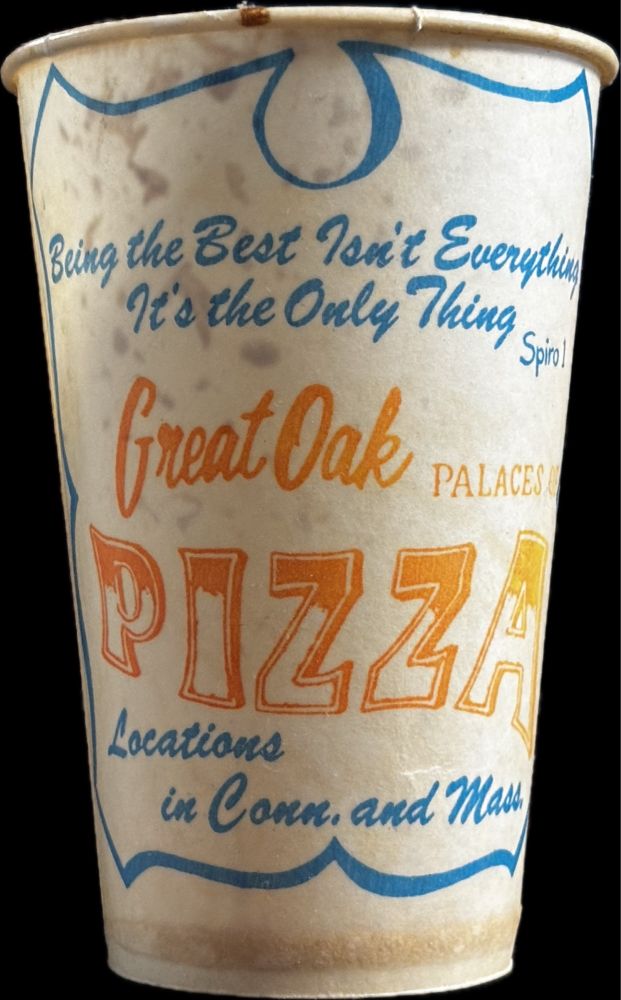 Being the Best Isn't Everything
It's the Only Thing
Spiro 1
Great Oak PALACES
PIZZA
Locations
in Conn. and Mass.